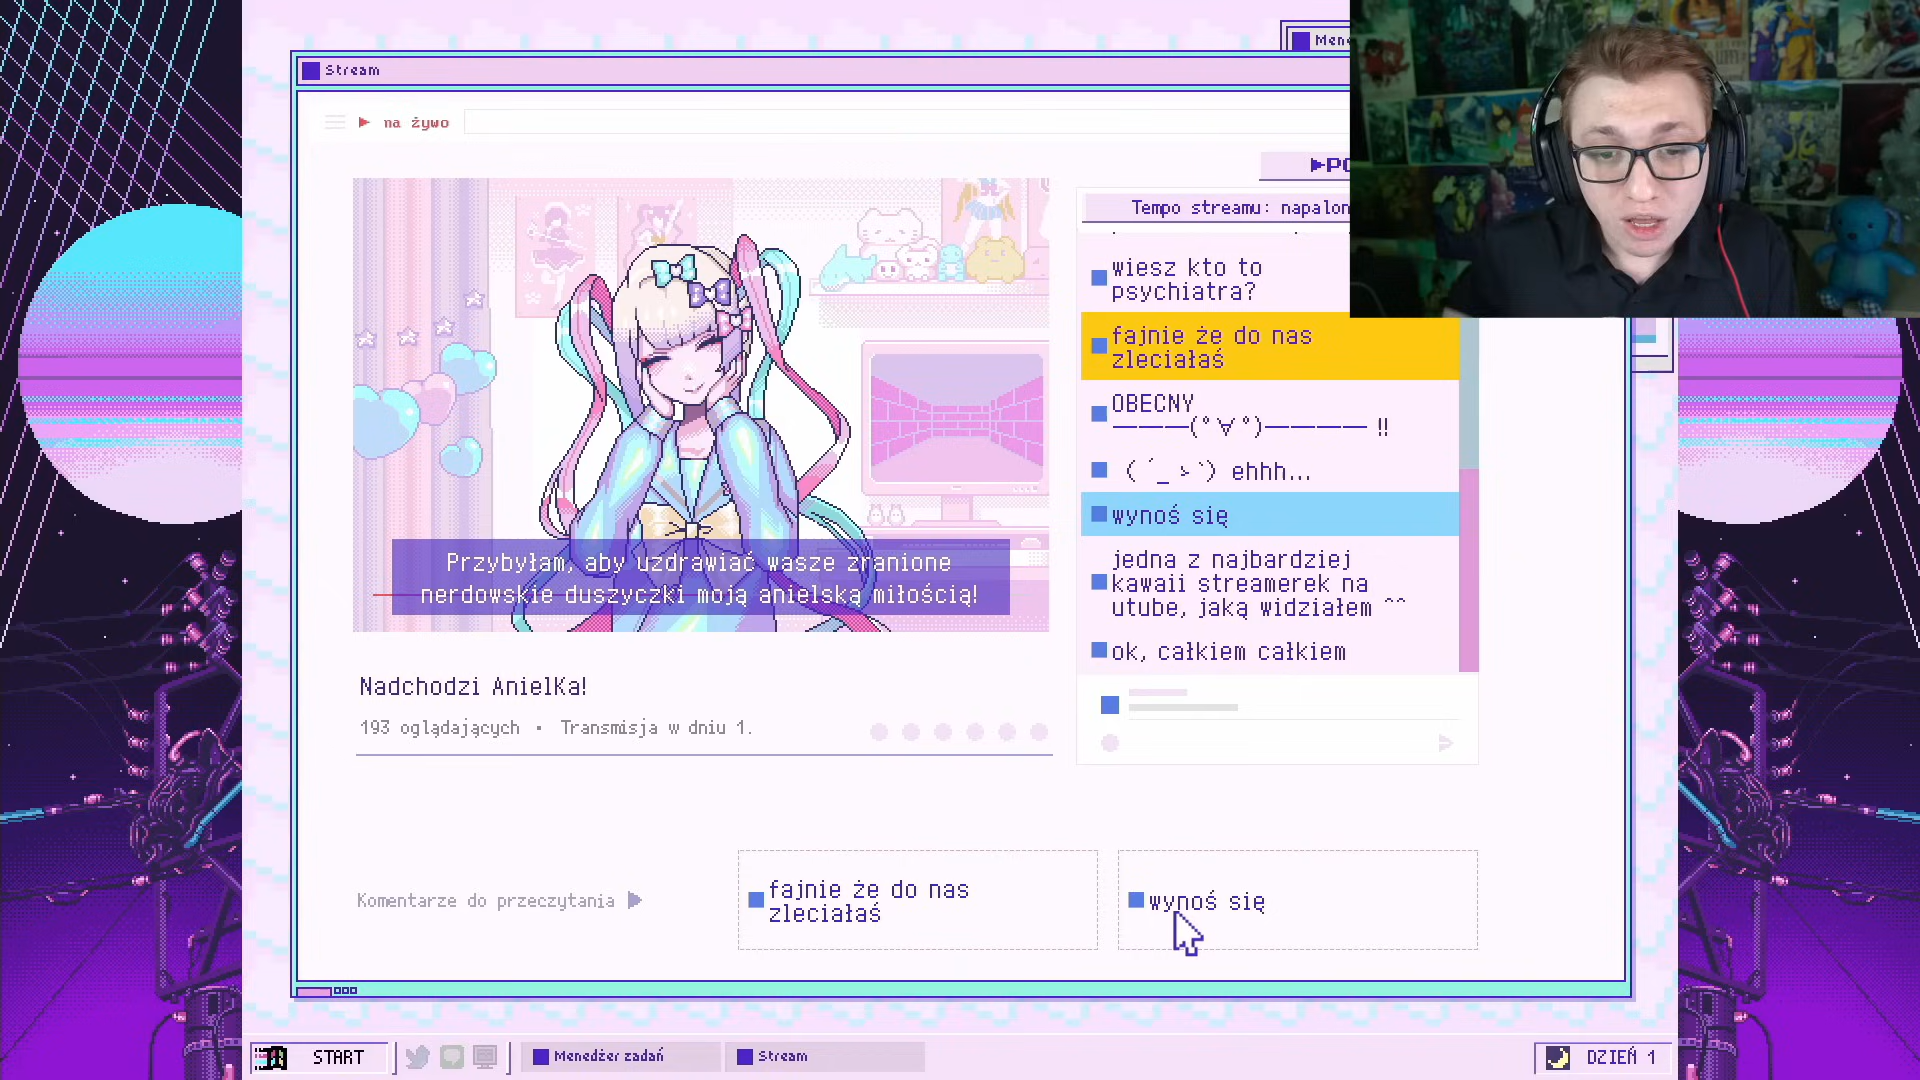 Stream
na żywo
Tempo streamu:
wiesz kto to
psychiatra?
fajnie że do nas
zleciałaś
OBECNY
————(°∀°)————— !!
( ´_ゝ`) ehhh...
wynoś się
jedna z najbardziej
kawaii streamerek na
utube, jaką widziałem ^^
ok, całkiem całkiem
Przybyłam, aby uzdrawiać wasze zranione
nerdowskie duszyczki moją anielską miłością!
Nadchodzi AnielKa!
193 oglądających • Transmisja w dniu 1.
Komentarze do przeczytania
fajnie że do nas
zleciałaś
wynoś się
START
Menedżer zadań
Stream
DZIEŃ 1